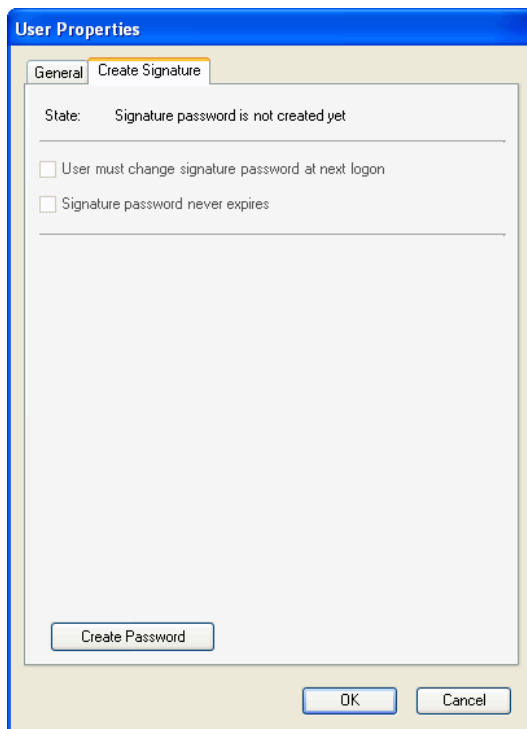 User Properties
General Create Signature
State: Signature password is not created yet
User must change signature password at next logon
Signature password never expires
Create Password
OK Cancel